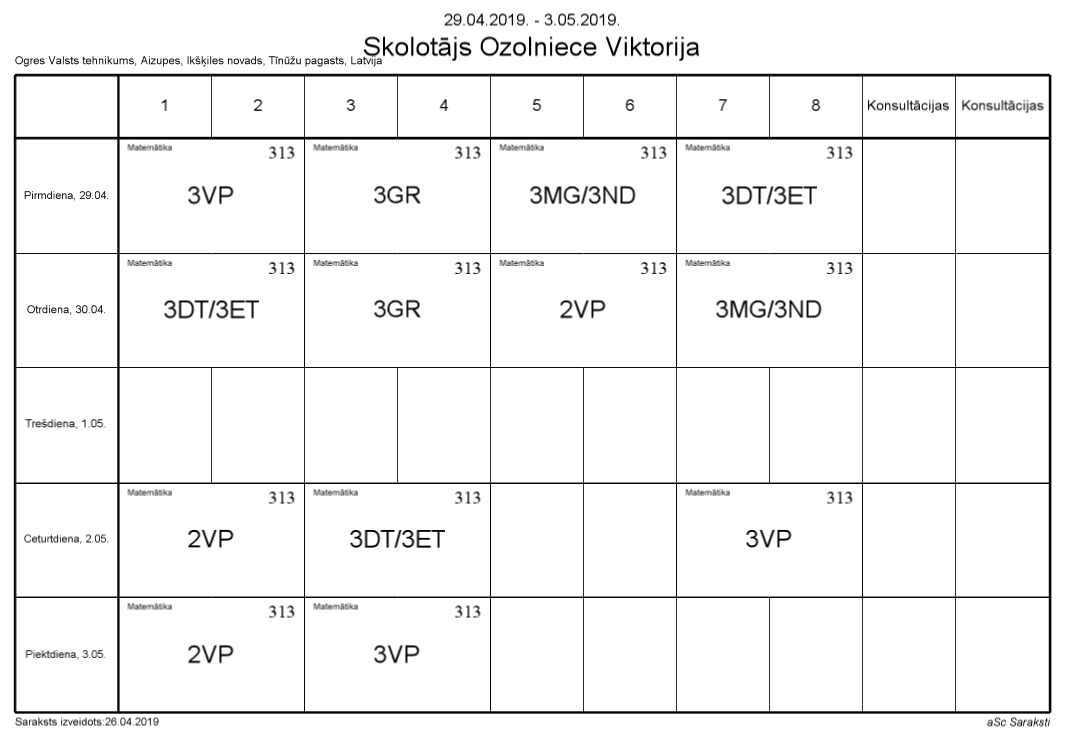 29.04.2019. - 3.05.2019.
Skolotājs Ozolniece Viktorija
Ogres Valsts tehnikums, Aizupes, Ikšķiles novads, Tīnūžu pagasts, Latvija
1 2 3 4 5 6 7 8 Konsultācijas Konsultācijas
Matemātika 313 Matemātika 313 Matemātika 313 Matemātika 313
Pirmdiena, 29.04. 3VP 3GR 3MG/3ND 3DT/3ET
Matemātika 313 Matemātika 313 Matemātika 313 Matemātika 313
Otrdiena, 30.04. 3DT/3ET 3GR 2VP 3MG/3ND
Trešdiena, 1.05.
Matemātika 313 Matemātika 313 Matemātika 313
Ceturtdiena, 2.05. 2VP 3DT/3ET 3VP
Matemātika 313 Matemātika 313
Piektdiena, 3.05. 2VP 3VP
Saraksts izveidots:26.04.2019 aSc Saraksti